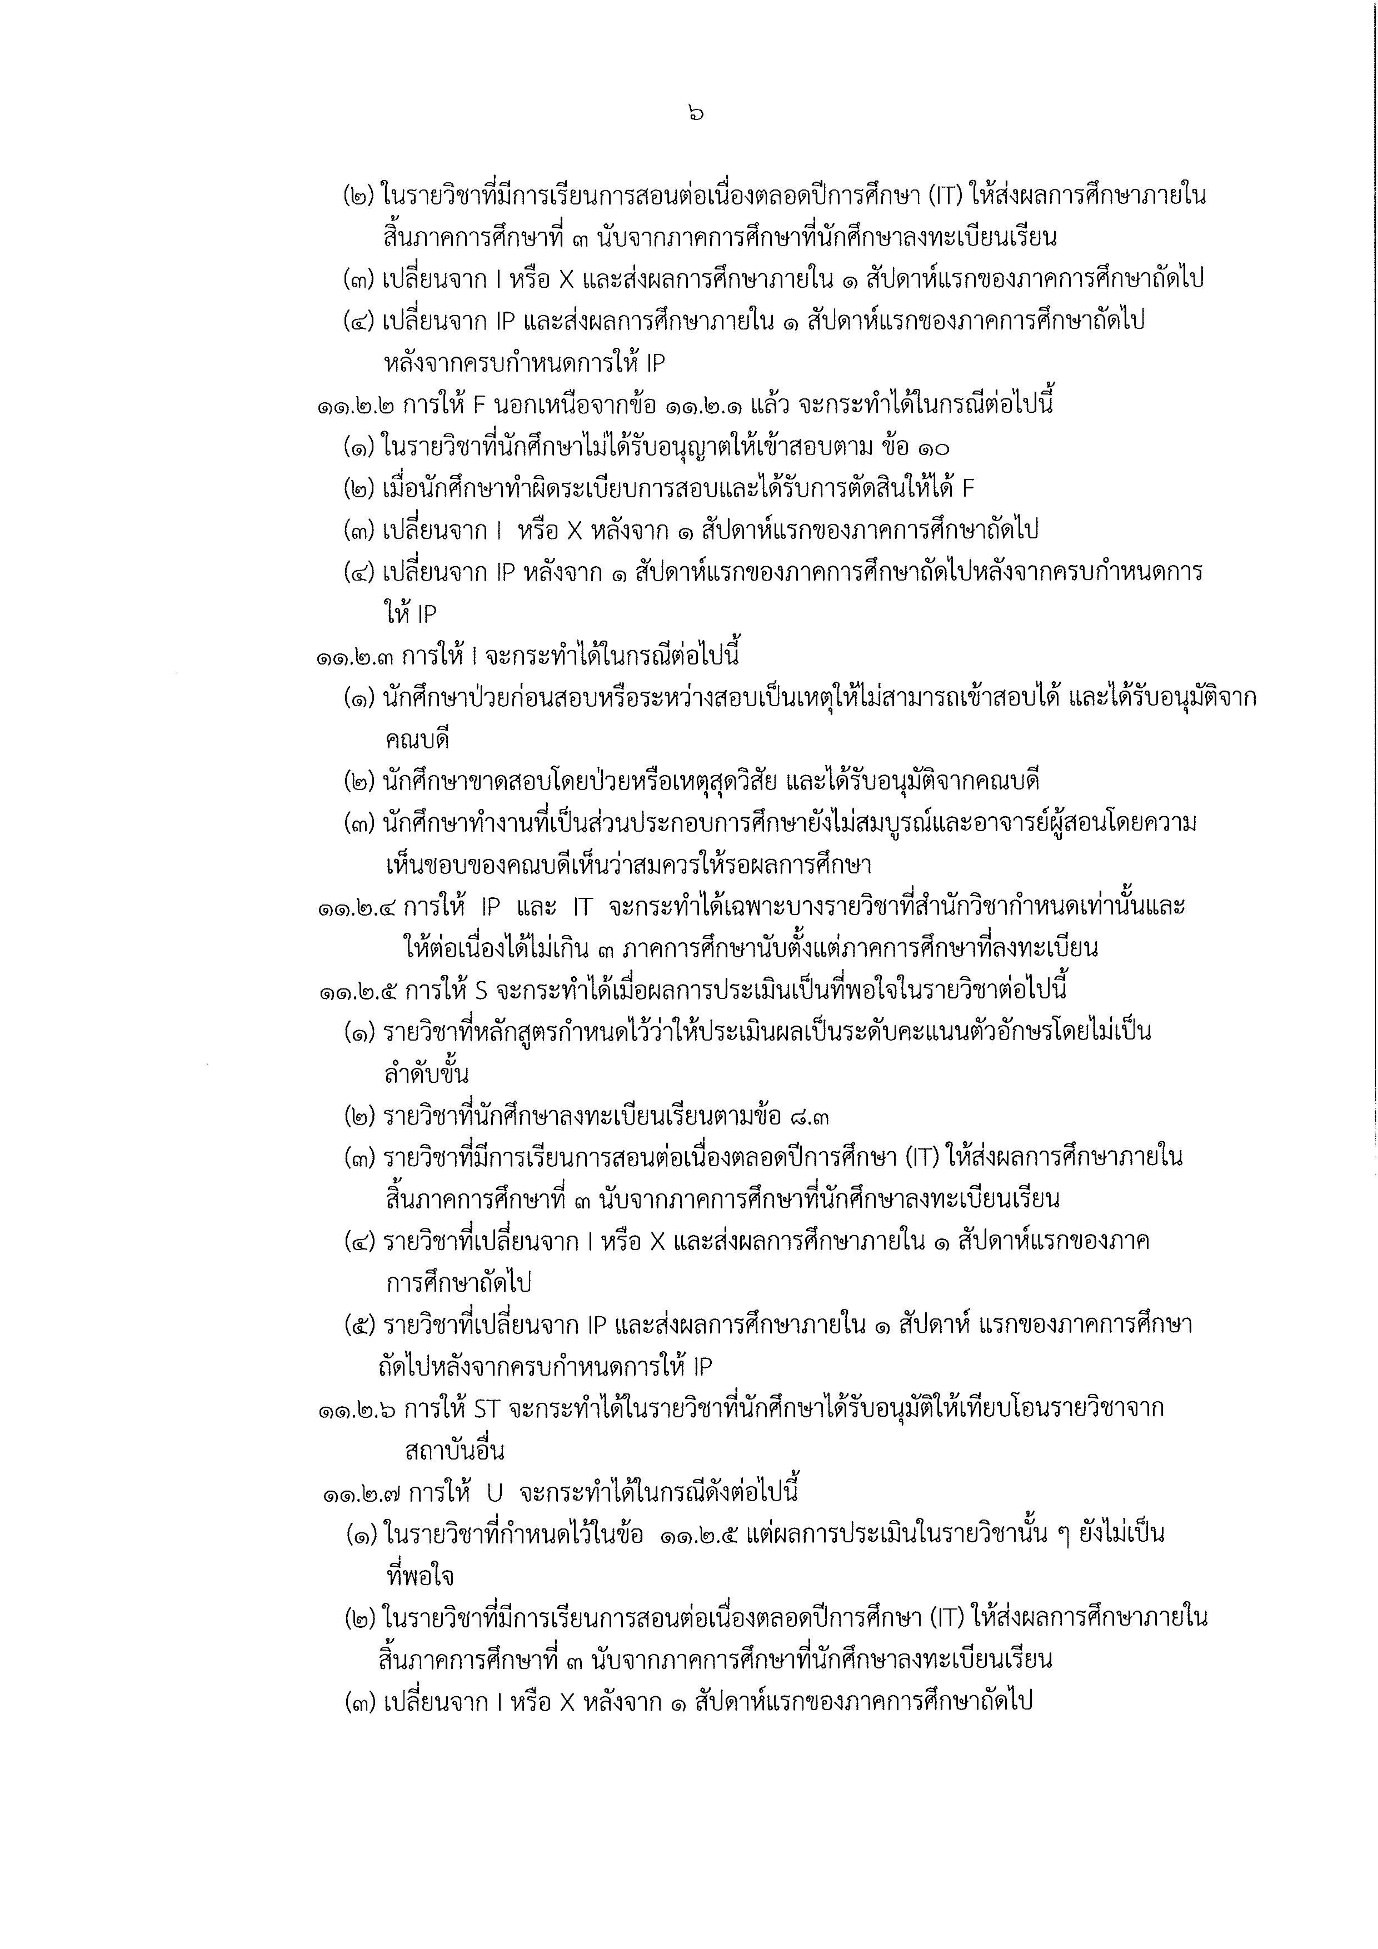 ๖
(๒) ในรายวิชาที่มีการเรียนการสอนต่อเนื่องตลอดปีการศึกษา (IT) ให้ส่งผลการศึกษาภายใน
สิ้นภาคการศึกษาที่ ๓ นับจากภาคการศึกษาที่นักศึกษาลงทะเบียนเรียน
(๓) เปลี่ยนจาก I หรือ X และส่งผลการศึกษาภายใน ๑ สัปดาห์แรกของภาคการศึกษาถัดไป
(๔) เปลี่ยนจาก IP และส่งผลการศึกษาภายใน ๑ สัปดาห์แรกของภาคการศึกษาถัดไป
หลังจากครบกำหนดการให้ IP
๑๑.๒.๒ การให้ F นอกเหนือจากข้อ ๑๑.๒.๑ แล้ว จะกระทำได้ในกรณีต่อไปนี้
(๑) ในรายวิชาที่นักศึกษาไม่ได้รับอนุญาตให้เข้าสอบตาม ข้อ ๑๐
(๒) เมื่อนักศึกษาทำผิดระเบียบการสอบและได้รับการตัดสินให้ได้ F
(๓) เปลี่ยนจาก I หรือ X หลังจาก ๑ สัปดาห์แรกของภาคการศึกษาถัดไป
(๔) เปลี่ยนจาก IP หลังจาก ๑ สัปดาห์แรกของภาคการศึกษาถัดไปหลังจากครบกำหนดการ
ให้ IP
๑๑.๒.๓ การให้ I จะกระทำได้ในกรณีต่อไปนี้
(๑) นักศึกษาป่วยก่อนสอบหรือระหว่างสอบเป็นเหตุให้ไม่สามารถเข้าสอบได้ และได้รับอนุมัติจาก
คณบดี
(๒) นักศึกษาขาดสอบโดยป่วยหรือเหตุสุดวิสัย และได้รับอนุมัติจากคณบดี
(๓) นักศึกษาทำงานที่เป็นส่วนประกอบการศึกษายังไม่สมบูรณ์และอาจารย์ผู้สอนโดยความ
เห็นชอบของคณบดีเห็นว่าสมควรให้รอผลการศึกษา
๑๑.๒.๔ การให้ IP และ IT จะกระทำได้เฉพาะบางรายวิชาที่สำนักวิชากำหนดเท่านั้นและ
ให้ต่อเนื่องได้ไม่เกิน ๓ ภาคการศึกษานับตั้งแต่ภาคการศึกษาที่ลงทะเบียน
๑๑.๒.๕ การให้ S จะกระทำได้เมื่อผลการประเมินเป็นที่พอใจในรายวิชาต่อไปนี้
(๑) รายวิชาที่หลักสูตรกำหนดไว้ว่าให้ประเมินผลเป็นระดับคะแนนตัวอักษรโดยไม่เป็น
ลำดับขั้น
(๒) รายวิชาที่นักศึกษาลงทะเบียนเรียนตามข้อ ๘.๓
(๓) รายวิชาที่มีการเรียนการสอนต่อเนื่องตลอดปีการศึกษา (IT) ให้ส่งผลการศึกษาภายใน
สิ้นภาคการศึกษาที่ ๓ นับจากภาคการศึกษาที่นักศึกษาลงทะเบียนเรียน
(๔) รายวิชาที่เปลี่ยนจาก I หรือ X และส่งผลการศึกษาภายใน ๑ สัปดาห์แรกของภาค
การศึกษาถัดไป
(๕) รายวิชาที่เปลี่ยนจาก IP และส่งผลการศึกษาภายใน ๑ สัปดาห์ แรกของภาคการศึกษา
ถัดไปหลังจากครบกำหนดการให้ IP
๑๑.๒.๖ การให้ ST จะกระทำได้ในรายวิชาที่นักศึกษาได้รับอนุมัติให้เทียบโอนรายวิชาจาก
สถาบันอื่น
๑๑.๒.๗ การให้ U จะกระทำได้ในกรณีดังต่อไปนี้
(๑) ในรายวิชาที่กำหนดไว้ในข้อ ๑๑.๒.๕ แต่ผลการประเมินในรายวิชานั้น ๆ ยังไม่เป็น
ที่พอใจ
(๒) ในรายวิชาที่มีการเรียนการสอนต่อเนื่องตลอดปีการศึกษา (IT) ให้ส่งผลการศึกษาภายใน
สิ้นภาคการศึกษาที่ ๓ นับจากภาคการศึกษาที่นักศึกษาลงทะเบียนเรียน
(๓) เปลี่ยนจาก I หรือ X หลังจาก ๑ สัปดาห์แรกของภาคการศึกษาถัดไป